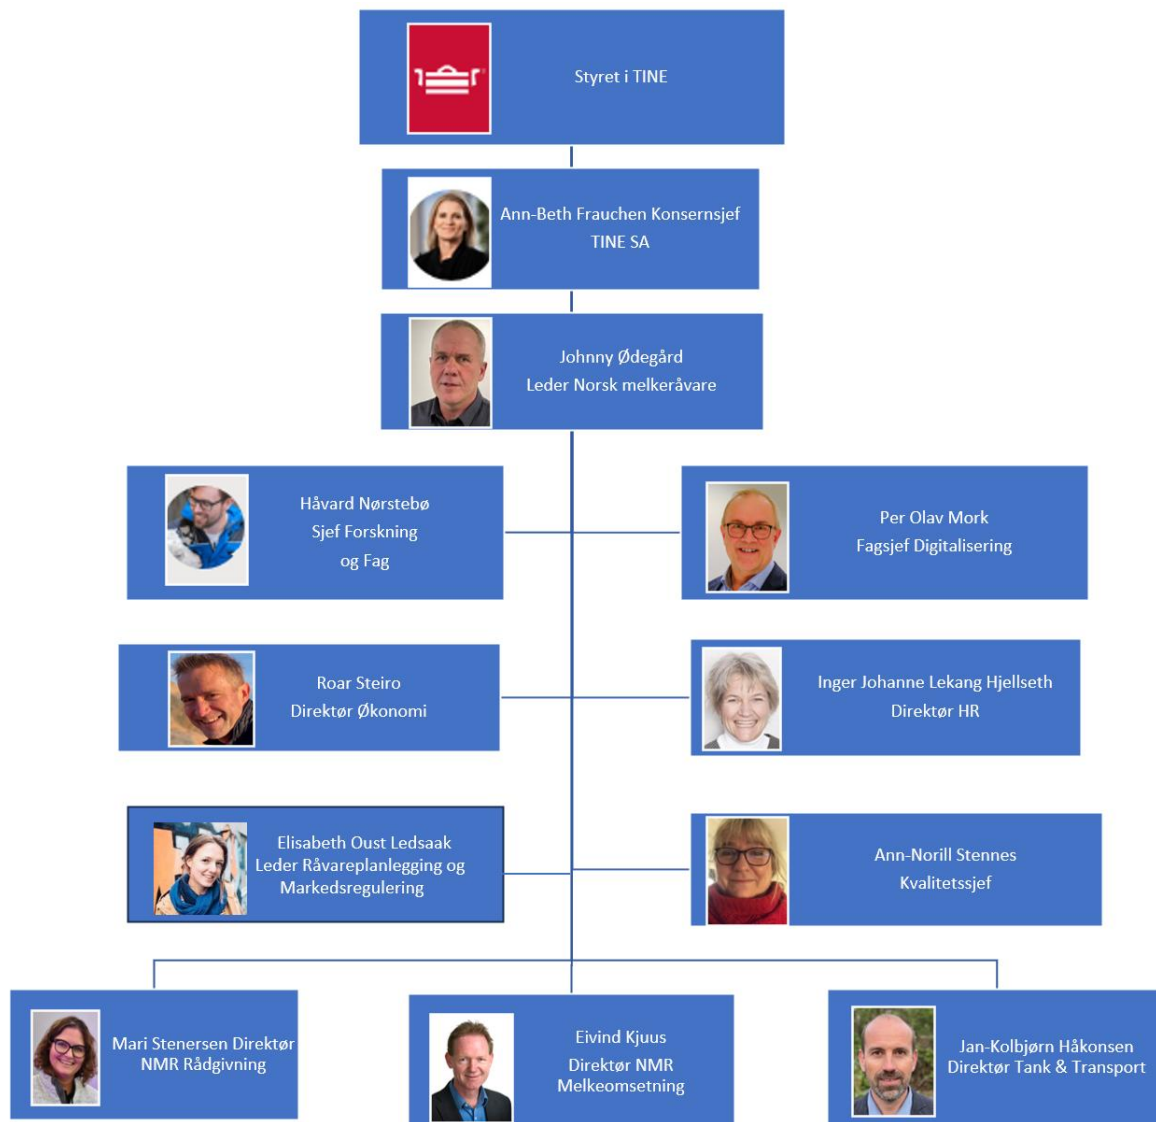 Styret i TINE
Ann-Beth Frauchen Konsernsjef
TINE SA
Johnny Ødegård
Leder Norsk melkeråvare
Håvard Nørstebø
Sjef Forskning
og Fag
Per Olav Mork
Fagsjef Digitalisering
Roar Steiro
Direktør Økonomi
Inger Johanne Lekang Hjellseth
Direktør HR
Elisabeth Oust Ledsaak
Leder Råvareplanlegging og
Markedsregulering
Ann-Norill Stennes
Kvalitetssjef
Mari Stenersen Direktør
NMR Rådgivning
Eivind Kjuus
Direktør NMR
Melkeomsetning
Jan-Kolbjørn Håkonsen
Direktør Tank & Transport